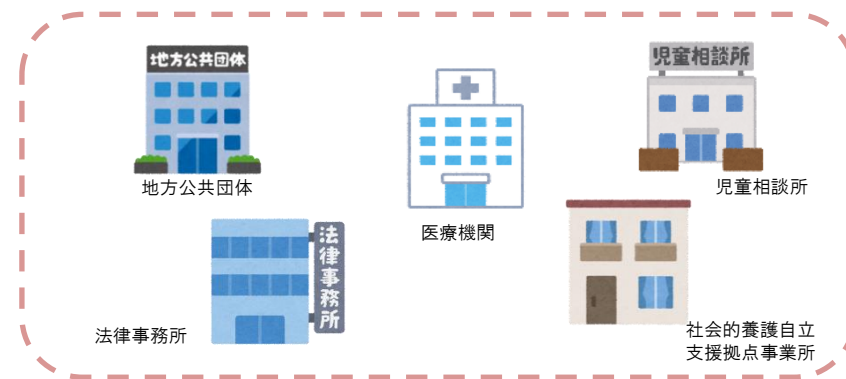 地方公共団体
地方公共団体
児童相談所
児童相談所
医療機関
法律事務所
法律事務所
社会的養護自立
支援拠点事業所